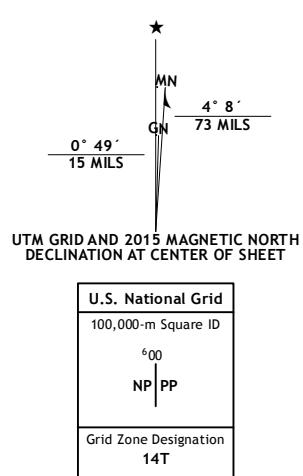 ★
MN
GN
4° 8´
73 MILS
0° 49´
15 MILS
UTM GRID AND 2015 MAGNETIC NORTH
DECLINATION AT CENTER OF SHEET
U.S. National Grid
100,000-m Square ID
⁶00
NP PP
Grid Zone Designation
14T